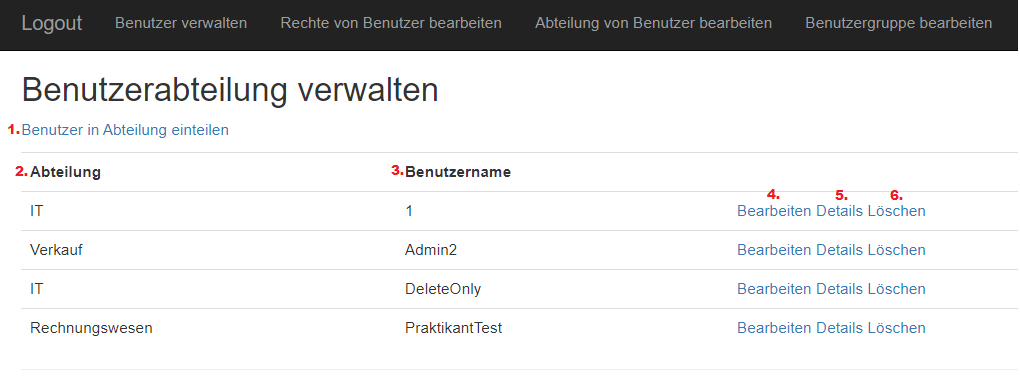 Logout Benutzer verwalten Rechte von Benutzer bearbeiten Abteilung von Benutzer bearbeiten Benutzergruppe bearbeiten
Benutzerabteilung verwalten
1. Benutzer in Abteilung einteilen
2. Abteilung 3. Benutzername
4. 5. 6.
IT 1 Bearbeiten Details Löschen
Verkauf Admin2 Bearbeiten Details Löschen
IT DeleteOnly Bearbeiten Details Löschen
Rechnungswesen PraktikantTest Bearbeiten Details Löschen